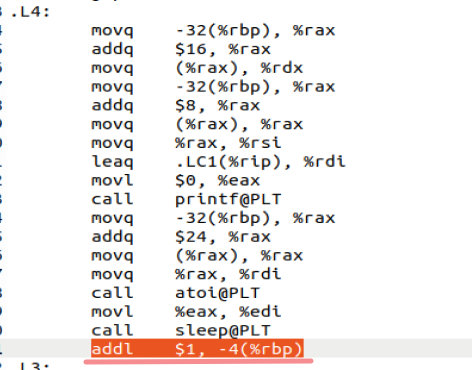 .L4:
movq -32(%rbp), %rax
addq $16, %rax
movq (%rax), %rdx
movq -32(%rbp), %rax
addq $8, %rax
movq (%rax), %rax
movq %rax, %rsi
leaq .LC1(%rip), %rdi
movl $0, %eax
call printf@PLT
movq -32(%rbp), %rax
addq $24, %rax
movq (%rax), %rax
movq %rax, %rdi
call atoi@PLT
movl %eax, %edi
call sleep@PLT
addl $1, -4(%rbp)
.L3: